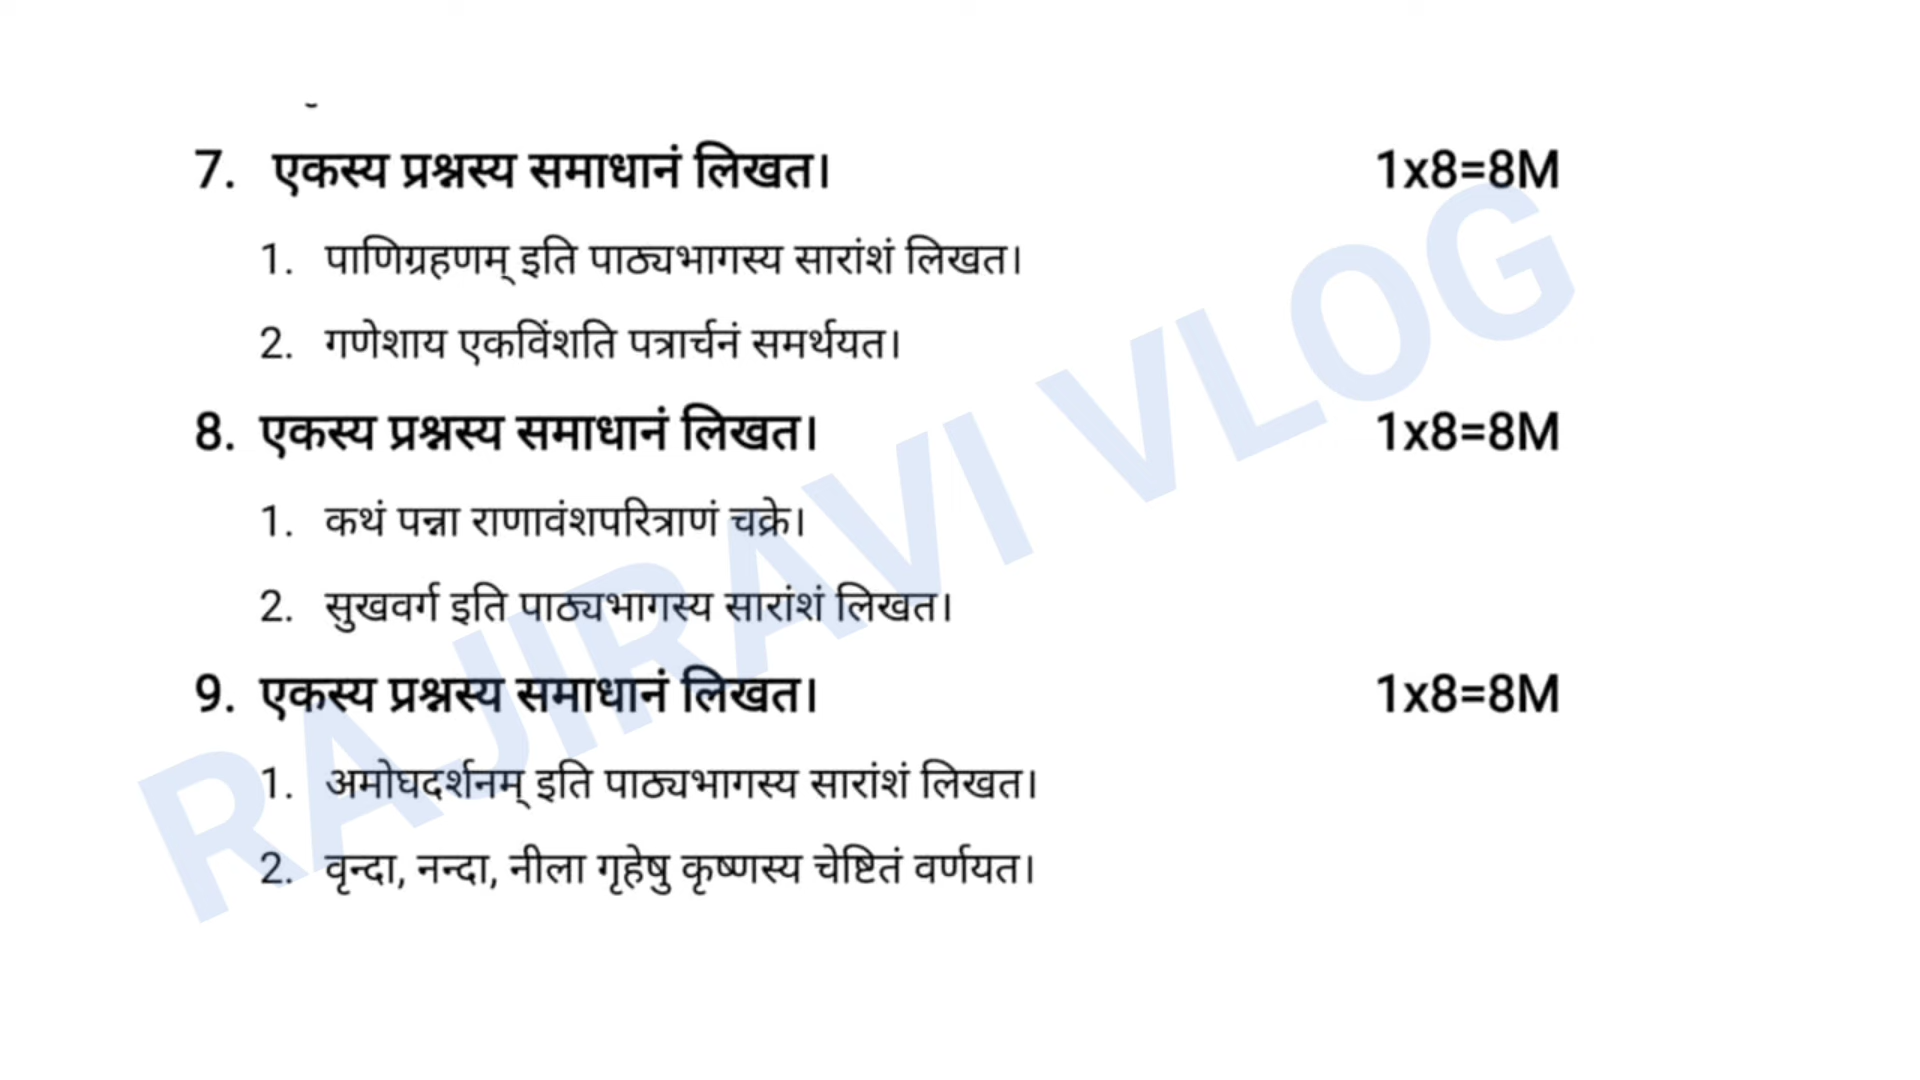 7. एकस्य प्रश्नस्य समाधानं लिखत। 1x8=8M
1. पाणिग्रहणम् इति पाठ्यभागस्य सारांशं लिखत।
2. गणेशाय एकविंशति पत्रार्चनं समर्थयत।
8. एकस्य प्रश्नस्य समाधानं लिखत। 1x8=8M
1. कथं पन्ना राणावंशपरित्राणं चक्रे।
2. सुखवर्ग इति पाठ्यभागस्य सारांशं लिखत।
9. एकस्य प्रश्नस्य समाधानं लिखत। 1x8=8M
1. अमोघदर्शनम् इति पाठ्यभागस्य सारांशं लिखत।
2. वृन्दा, नन्दा, नीला गृहेषु कृष्णस्य चेष्टितं वर्णयत।
RAJIRAVI VLOG